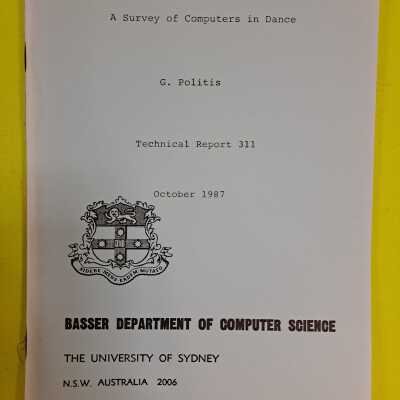 A Survey of Computers in Dance
G. Politis
Technical Report 311
October 1987
SIDERE·MENS·EADEM·MUTATO
BASSER DEPARTMENT OF COMPUTER SCIENCE
THE UNIVERSITY OF SYDNEY
N.S.W. AUSTRALIA 2006